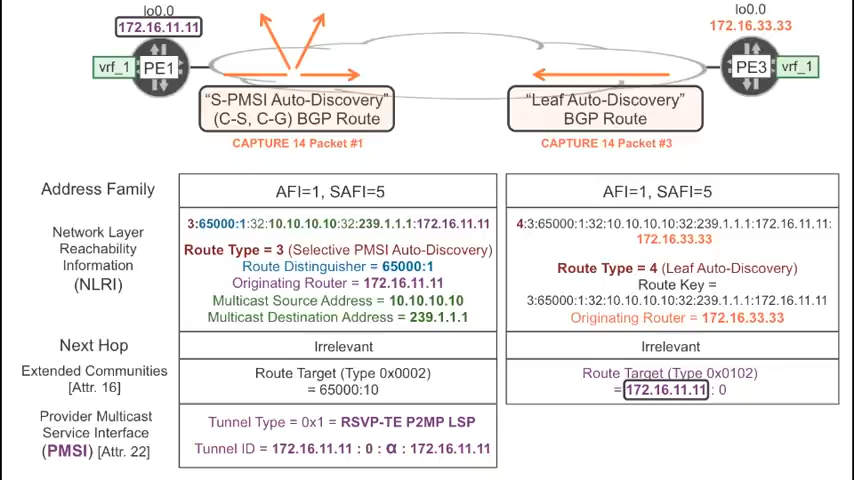 lo0.0
172.16.11.11
lo0.0
172.16.33.33
vrf_1
PE1
PE3
vrf_1
“S-PMSI Auto-Discovery”
(C-S, C-G) BGP Route
“Leaf Auto-Discovery”
BGP Route
CAPTURE 14 Packet #1
CAPTURE 14 Packet #3
Address Family
AFI=1, SAFI=5
AFI=1, SAFI=5
Network Layer
Reachability
Information
(NLRI)
3:65000:1:32:10.10.10.10:32:239.1.1.1:172.16.11.11
Route Type = 3 (Selective PMSI Auto-Discovery)
Route Distinguisher = 65000:1
Originating Router = 172.16.11.11
Multicast Source Address = 10.10.10.10
Multicast Destination Address = 239.1.1.1
4:3:65000:1:32:10.10.10.10:32:239.1.1.1:172.16.11.11:
172.16.33.33
Route Type = 4 (Leaf Auto-Discovery)
Route Key =
3:65000:1:32:10.10.10.10:32:239.1.1.1:172.16.11.11
Originating Router = 172.16.33.33
Next Hop
Irrelevant
Irrelevant
Extended Communities
[Attr. 16]
Route Target (Type 0x0002)
= 65000:10
Route Target (Type 0x0102)
= 172.16.11.11 : 0
Provider Multicast
Service Interface
(PMSI) [Attr. 22]
Tunnel Type = 0x1 = RSVP-TE P2MP LSP
Tunnel ID = 172.16.11.11 : 0 : α : 172.16.11.11